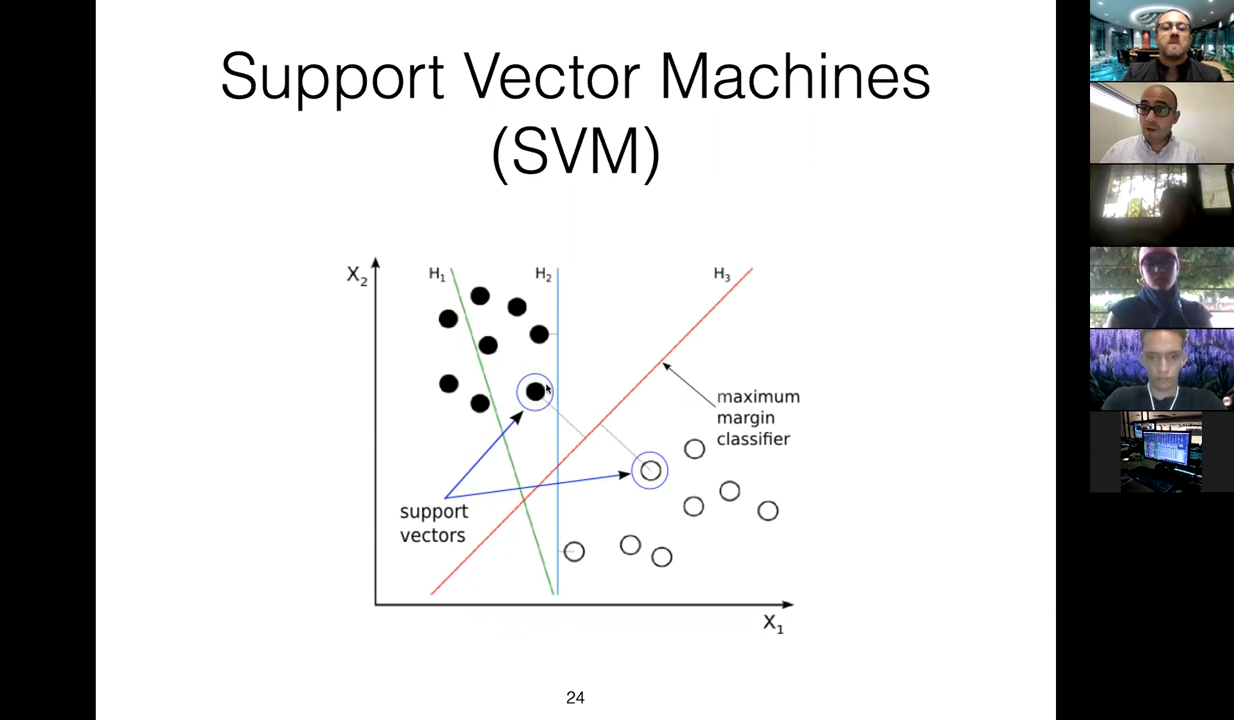 Support Vector Machines
(SVM)
X2
H1
H2
H3
maximum
margin
classifier
support
vectors
X1
24